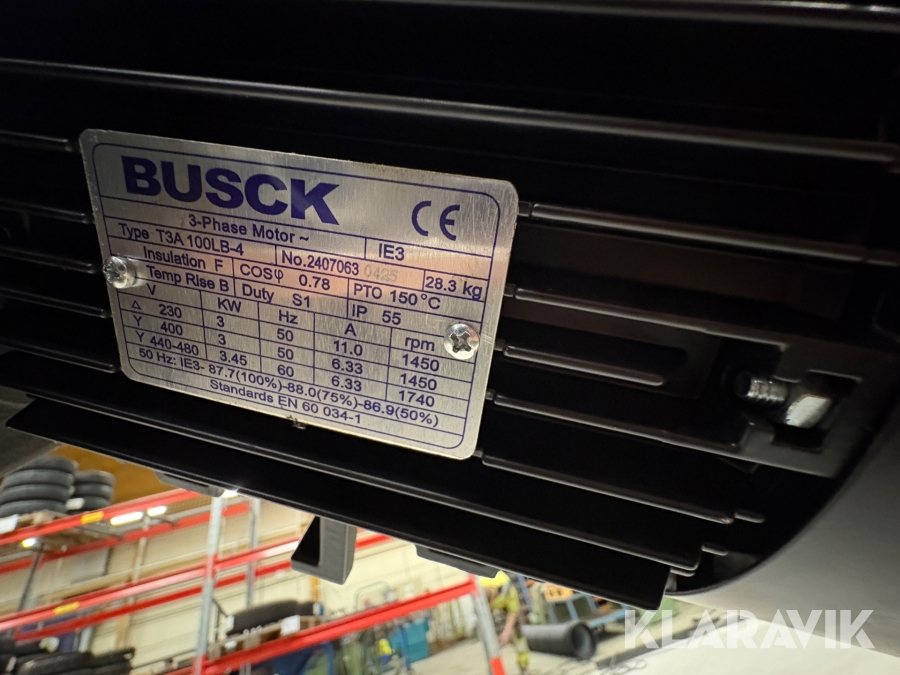 BUSCK CE
3-Phase Motor ~
Type T3A 100LB-4 No.2407063 0425 IE3
Insulation F COSφ 0.78 PTO 150°C 28.3 kg
Temp Rise B Duty S1 IP 55
V KW Hz A rpm
△ 230 3 50 11.0 1450
Y 400 3 50 6.33 1450
Y 440-480 3.45 60 6.33 1740
50 Hz: IE3- 87.7(100%)-88.0(75%)-86.9(50%)
Standards EN 60 034-1
KLARAVIK